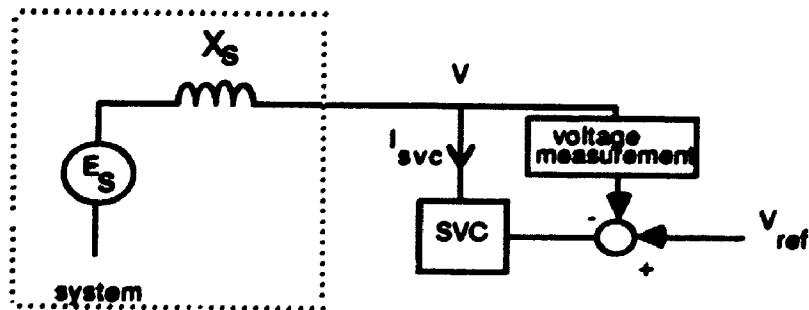 X_S
V
I_svc
voltage
measurement
E_S
SVC
-
V_ref
+
system